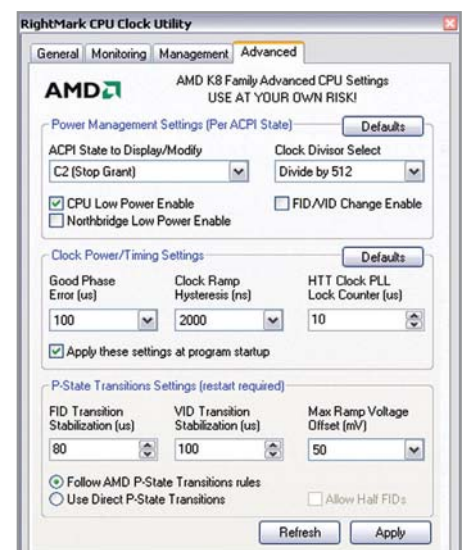 RightMark CPU Clock Utility
General Monitoring Management Advanced
AMD
AMD K8 Family Advanced CPU Settings
USE AT YOUR OWN RISK!
Power Management Settings (Per ACPI State)
Defaults
ACPI State to Display/Modify
Clock Divisor Select
C2 (Stop Grant)
Divide by 512
CPU Low Power Enable
FID/VID Change Enable
Northbridge Low Power Enable
Clock Power/Timing Settings
Defaults
Good Phase
Error (us)
Clock Ramp
Hysteresis (ns)
HTT Clock PLL
Lock Counter (us)
100
2000
10
Apply these settings at program startup
P-State Transitions Settings (restart required)
FID Transition
Stabilization (us)
VID Transition
Stabilization (us)
Max Ramp Voltage
Offset (mV)
80
100
50
Follow AMD P-State Transitions rules
Use Direct P-State Transitions
Allow Half FIDs
Refresh
Apply